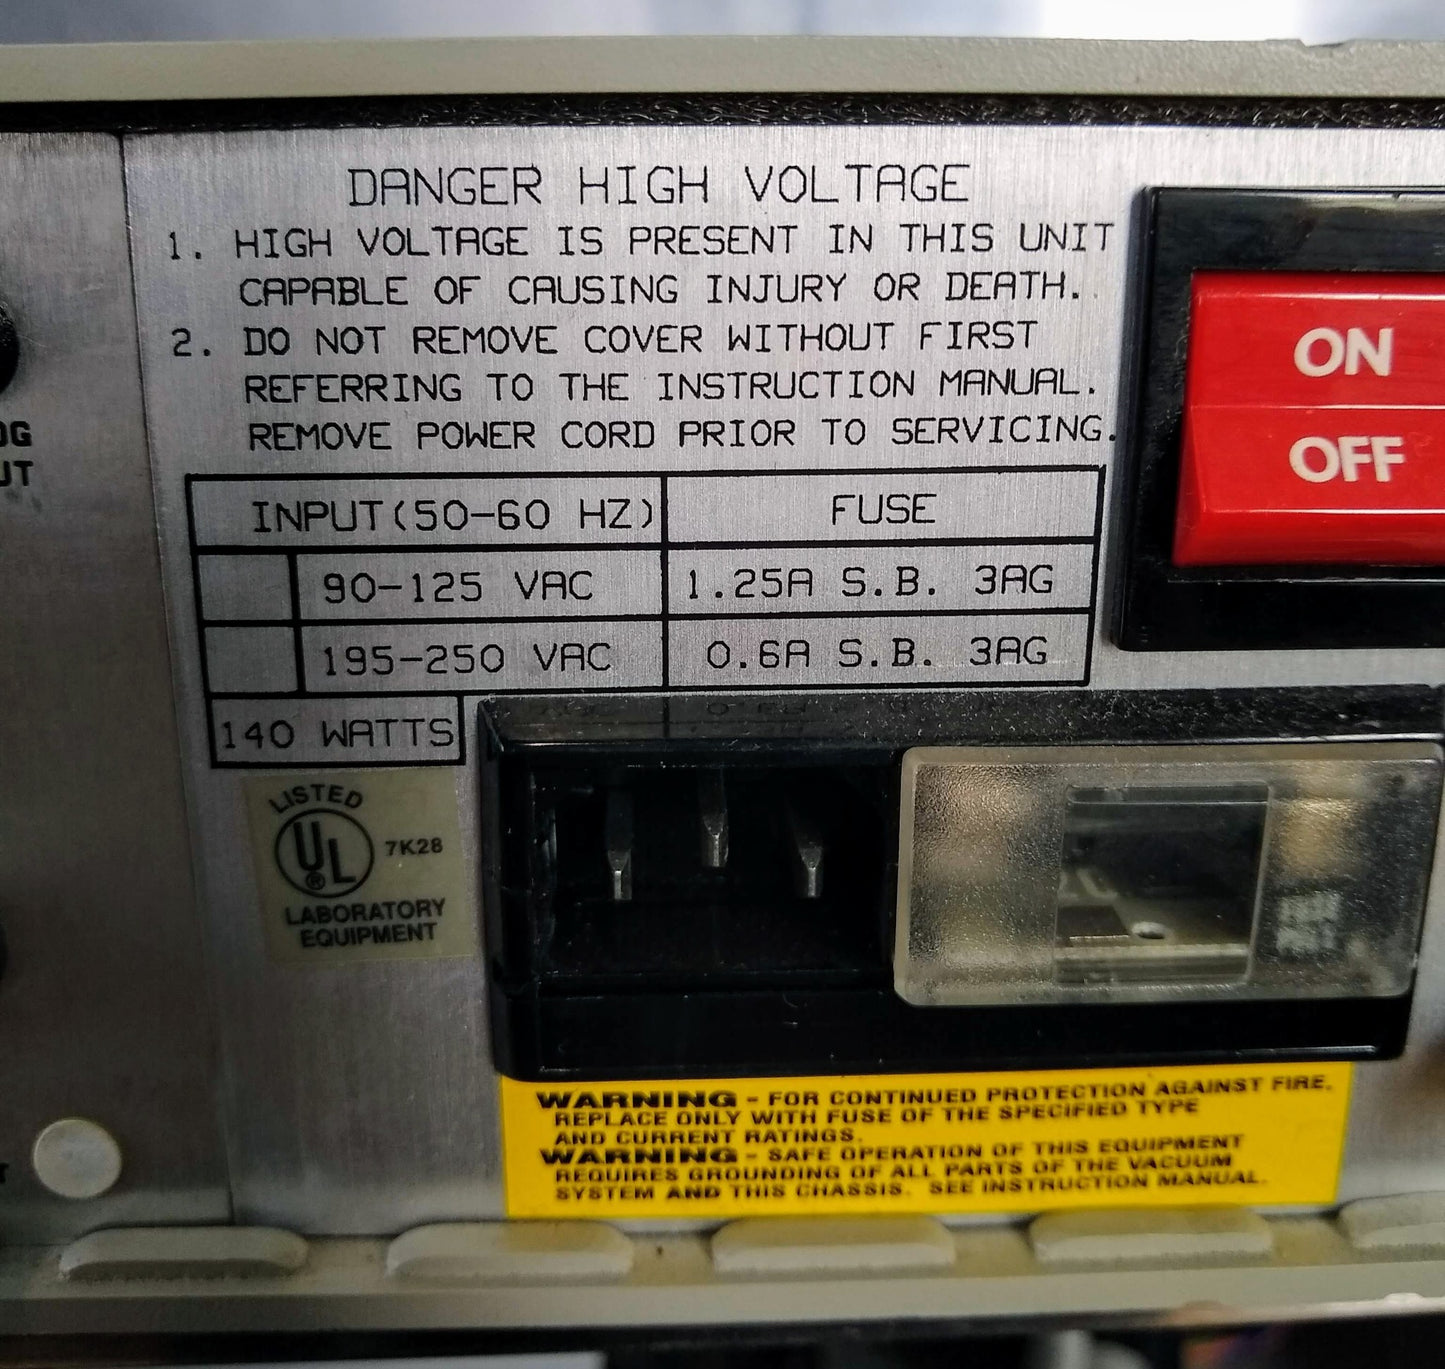 DANGER HIGH VOLTAGE
1. HIGH VOLTAGE IS PRESENT IN THIS UNIT
CAPABLE OF CAUSING INJURY OR DEATH.
2. DO NOT REMOVE COVER WITHOUT FIRST
REFERRING TO THE INSTRUCTION MANUAL.
REMOVE POWER CORD PRIOR TO SERVICING.
ON
OFF
OG
UT
INPUT(50-60 HZ) FUSE
90-125 VAC 1.25A S.B. 3AG
195-250 VAC 0.6A S.B. 3AG
140 WATTS
LISTED
UL ®
7K28
LABORATORY
EQUIPMENT
WARNING - FOR CONTINUED PROTECTION AGAINST FIRE,
REPLACE ONLY WITH FUSE OF THE SPECIFIED TYPE
AND CURRENT RATINGS.
WARNING - SAFE OPERATION OF THIS EQUIPMENT
REQUIRES GROUNDING OF ALL PARTS OF THE VACUUM
SYSTEM AND THIS CHASSIS. SEE INSTRUCTION MANUAL.